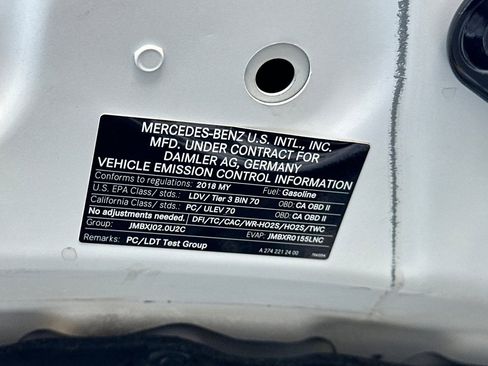 MERCEDES-BENZ U.S. INTL., INC.
MFD. UNDER CONTRACT FOR
DAIMLER AG, GERMANY
VEHICLE EMISSION CONTROL INFORMATION
Conforms to regulations: 2018 MY Fuel: Gasoline
U.S. EPA Class/ Stds.: LDV/ Tier 3 BIN 70 OBD: CA OBD II
California Class/ Stds.: PC/ ULEV 70 OBD: CA OBD II
No adjustments needed. DFI/TC/CAC/WR-HO2S/HO2S/TWC
Group: JMBXJ02.0U2C EVAP: JMBXR0155LNC
Remarks: PC/LDT Test Group
A 274 221 24 00